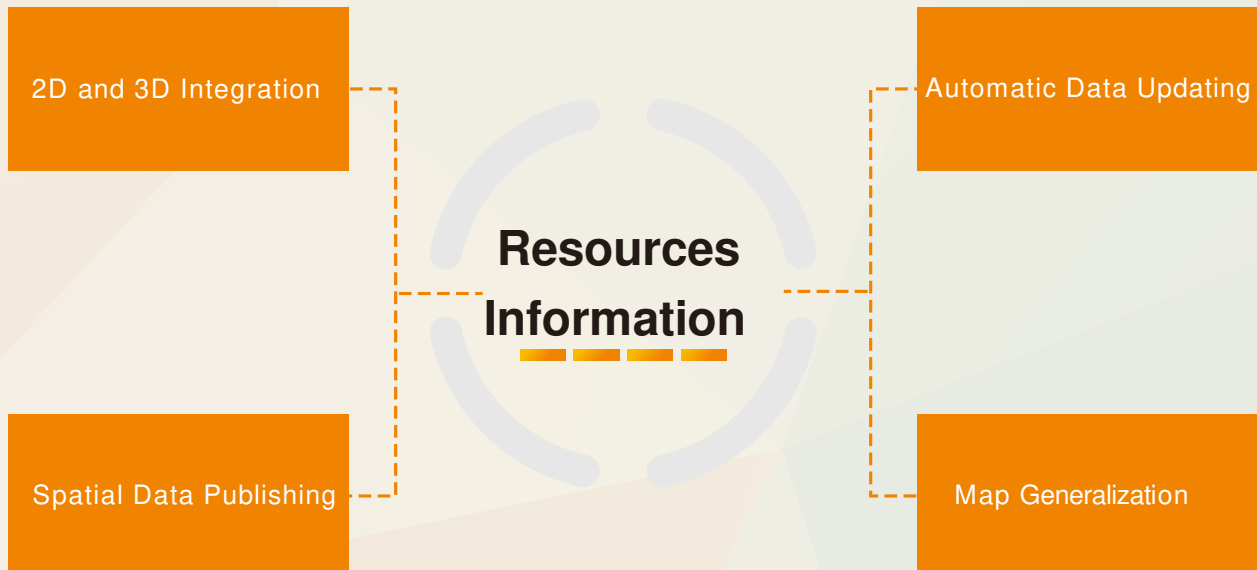 2D and 3D Integration
Automatic Data Updating
Resources
Information
Spatial Data Publishing
Map Generalization